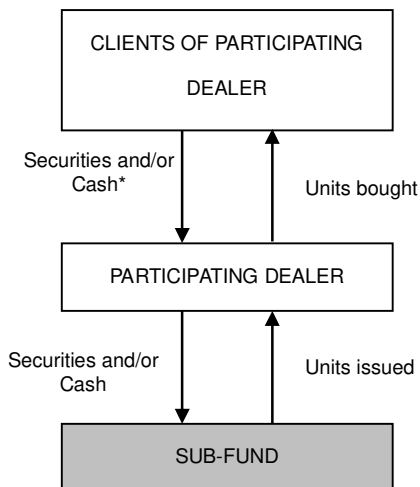 CLIENTS OF PARTICIPATING
DEALER
Securities and/or
Cash*
Units bought
PARTICIPATING DEALER
Securities and/or
Cash
Units issued
SUB-FUND